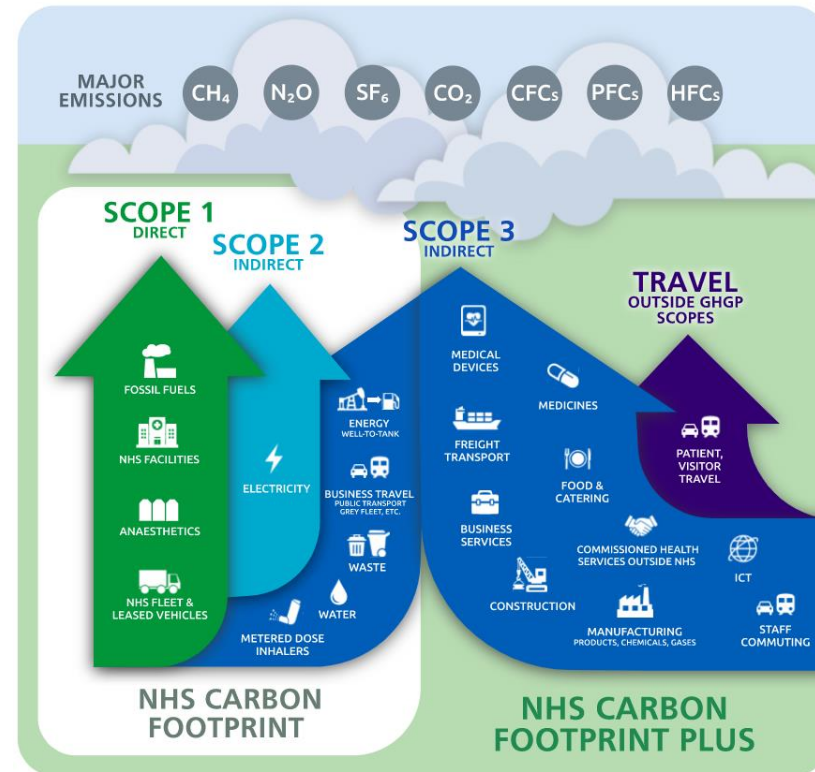 MAJOR
EMISSIONS
CH₄
N₂O
SF₆
CO₂
CFCs
PFCs
HFCs
SCOPE 1
DIRECT
SCOPE 2
INDIRECT
SCOPE 3
INDIRECT
TRAVEL
OUTSIDE GHGP
SCOPES
FOSSIL FUELS
NHS FACILITIES
ANAESTHETICS
NHS FLEET &
LEASED VEHICLES
ELECTRICITY
ENERGY
WELL-TO-TANK
BUSINESS TRAVEL
PUBLIC TRANSPORT
GREY FLEET, ETC.
WASTE
WATER
METERED DOSE
INHALERS
MEDICAL
DEVICES
MEDICINES
FREIGHT
TRANSPORT
FOOD &
CATERING
BUSINESS
SERVICES
COMMISSIONED HEALTH
SERVICES OUTSIDE NHS
CONSTRUCTION
MANUFACTURING
PRODUCTS, CHEMICALS, GASES
PATIENT,
VISITOR
TRAVEL
ICT
STAFF
COMMUTING
NHS CARBON
FOOTPRINT
NHS CARBON
FOOTPRINT PLUS